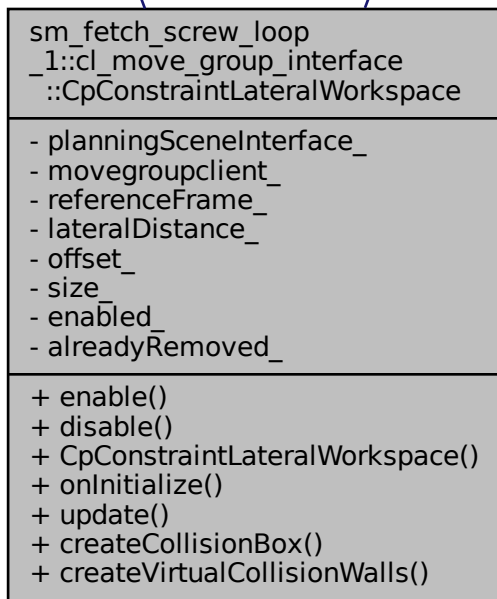 sm_fetch_screw_loop
_1::cl_move_group_interface
::CpConstraintLateralWorkspace
- planningSceneInterface_
- movegroupclient_
- referenceFrame_
- lateralDistance_
- offset_
- size_
- enabled_
- alreadyRemoved_
+ enable()
+ disable()
+ CpConstraintLateralWorkspace()
+ onInitialize()
+ update()
+ createCollisionBox()
+ createVirtualCollisionWalls()